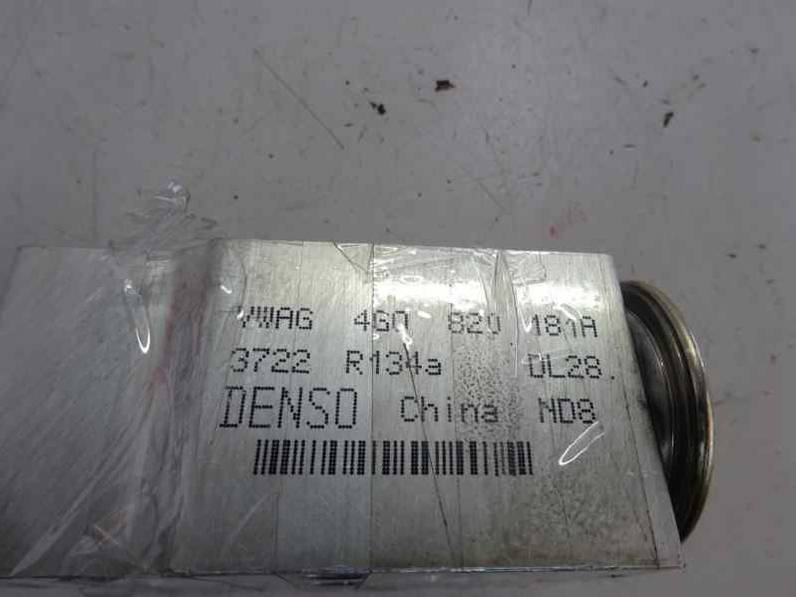 VWAG 4G0 820 181A
3722 R134a DL28
DENSO China ND8